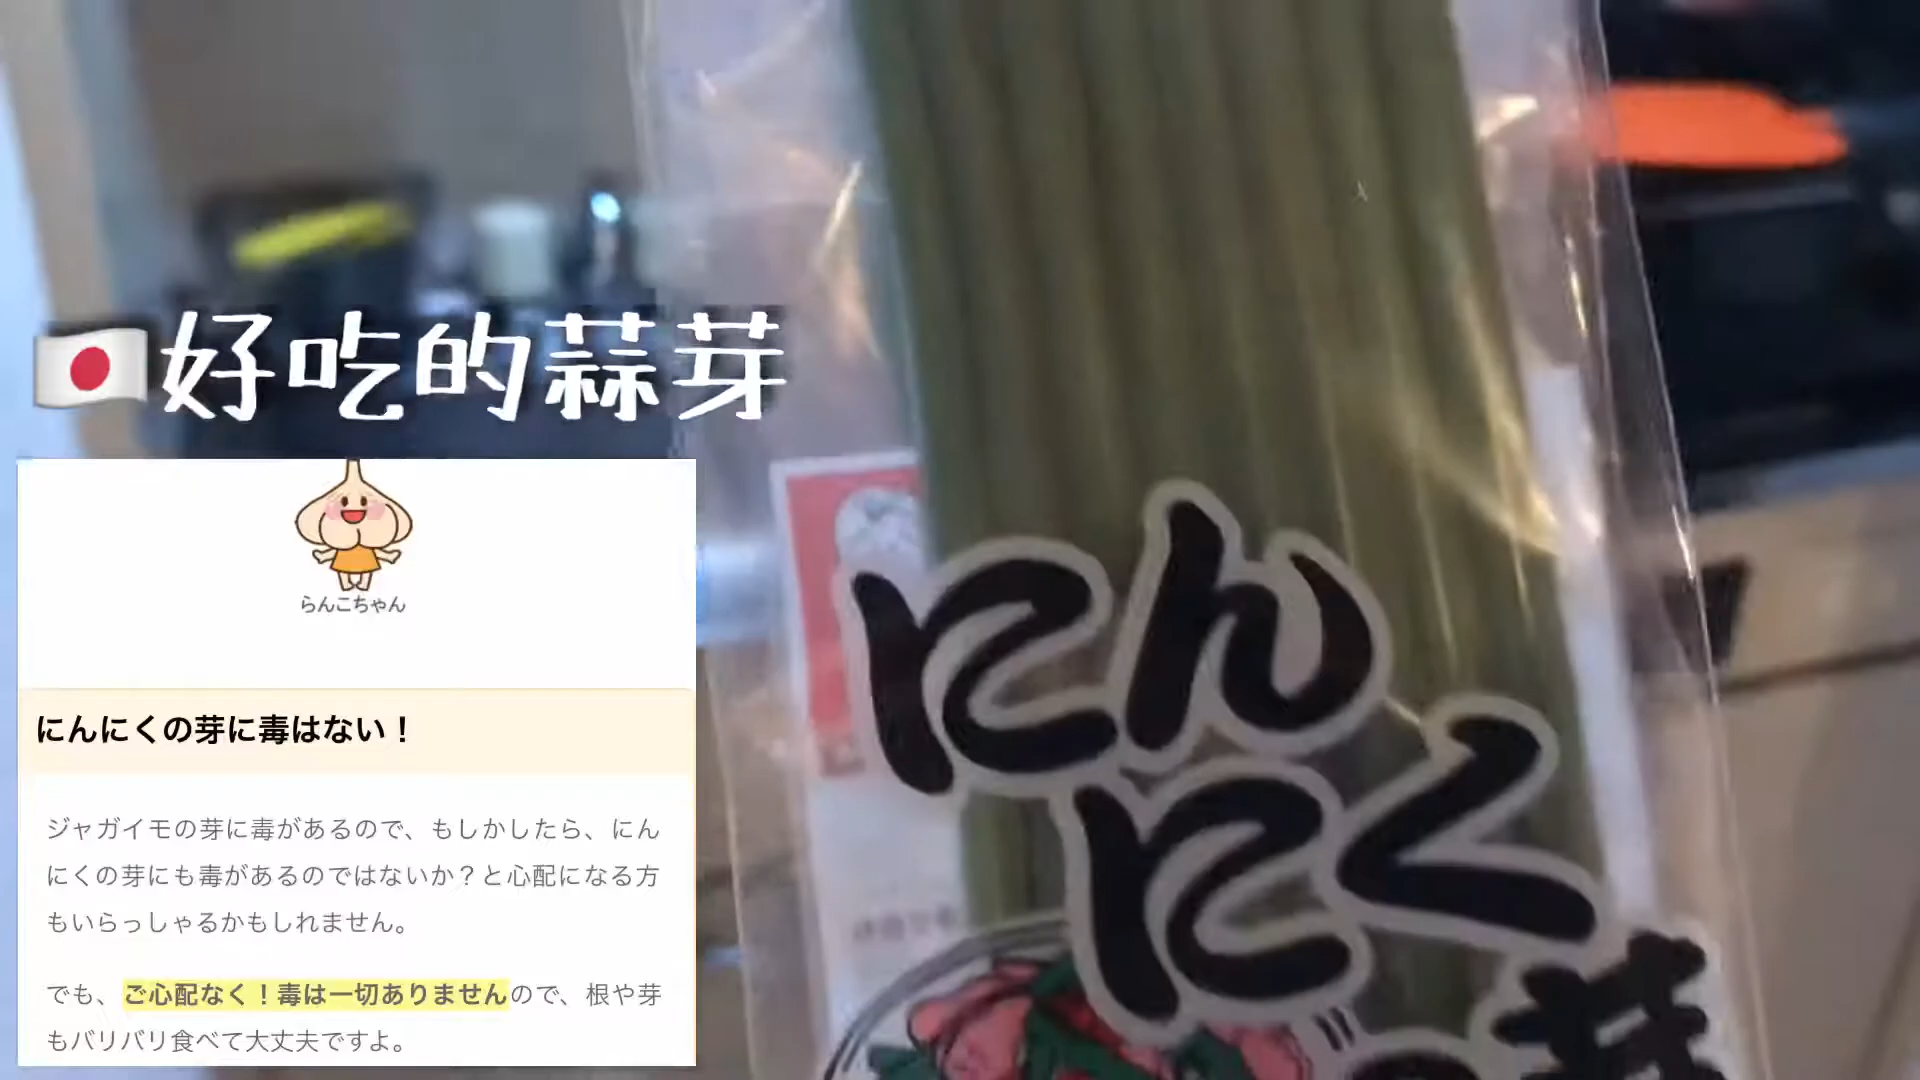 🇯🇵好吃的蒜芽
らんこちゃん
にんにくの芽に毒はない！
ジャガイモの芽に毒があるので、もしかしたら、にん
にくの芽にも毒があるのではないか？と心配になる方
もいらっしゃるかもしれません。
でも、ご心配なく！毒は一切ありませんので、根や芽
もバリバリ食べて大丈夫ですよ。
にん
にく
の芽